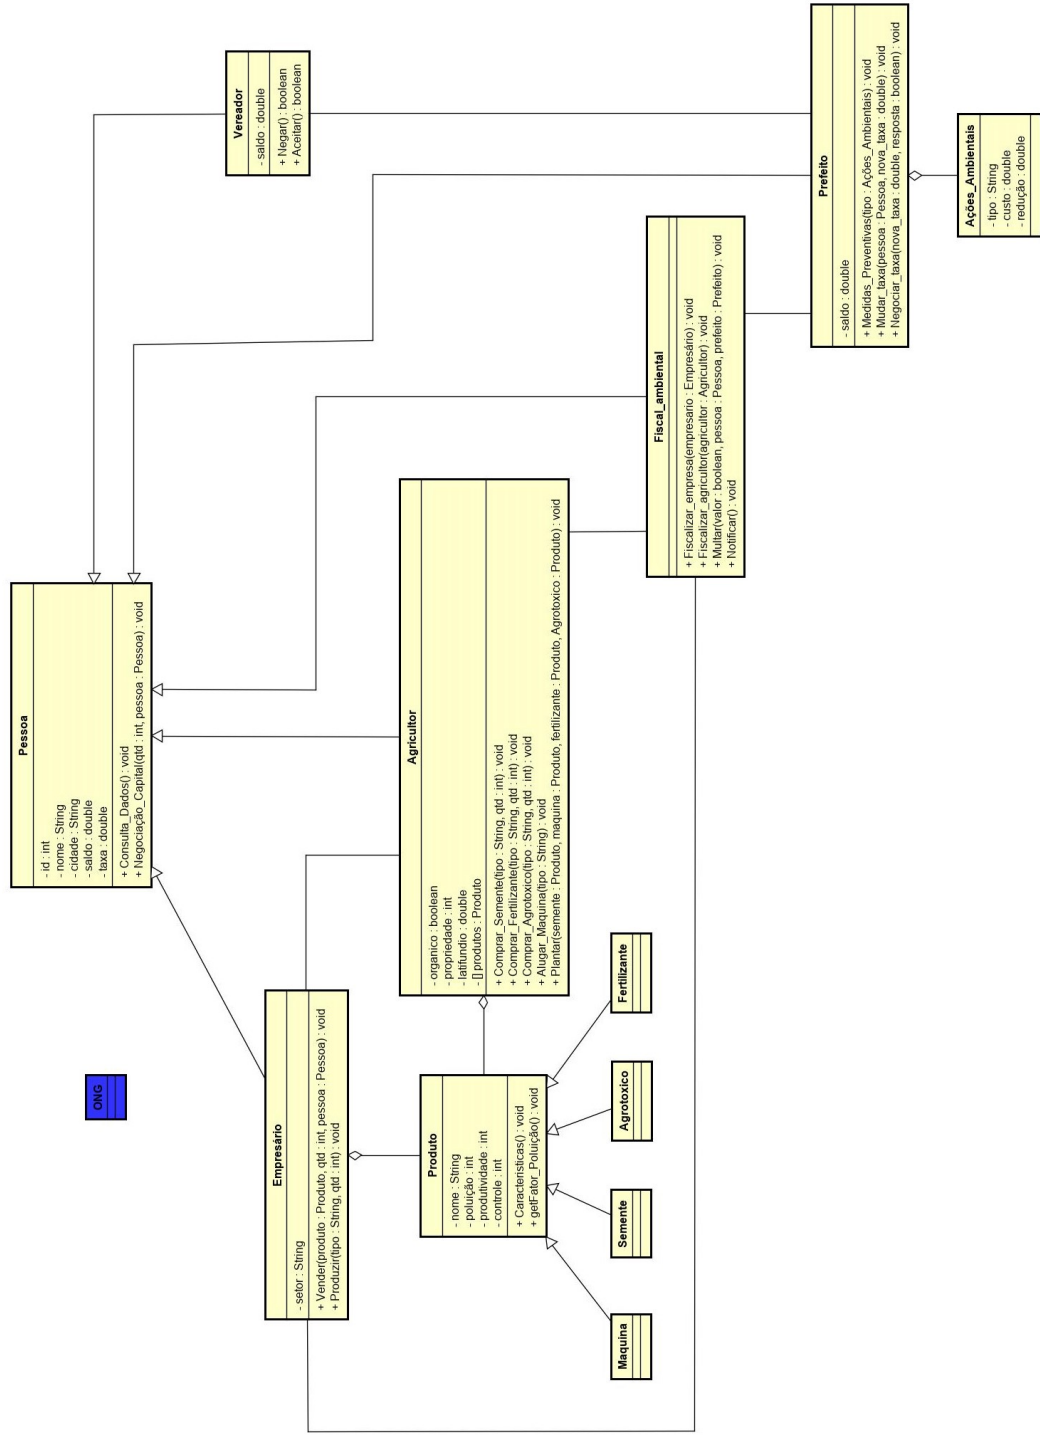 Pessoa
- id : int
- nome : String
- cidade : String
- saldo : double
- taxa : double
+ Consulta_Dados() : void
+ Negociação_Capital(qtd : int, pessoa : Pessoa) : void
ONG
Vereador
- saldo : double
+ Negar() : boolean
+ Aceitar() : boolean
Empresário
- setor : String
+ Vender(produto : Produto, qtd : int, pessoa : Pessoa) : void
+ Produzir(tipo : String, qtd : int) : void
Agricultor
- organico : boolean
- propriedade : int
- latifundio : double
- [] produtos : Produto
+ Comprar_Semente(tipo : String, qtd : int) : void
+ Comprar_Fertilizante(tipo : String, qtd : int) : void
+ Comprar_Agrotoxico(tipo : String, qtd : int) : void
+ Alugar_Maquina(tipo : String) : void
+ Plantar(semente : Produto, maquina : Produto, fertilizante : Produto, Agrotoxico : Produto) : void
Produto
- nome : String
- poluição : int
- produtividade : int
- controle : int
+ Caracteristicas() : void
+ getFator_Poluição() : void
Maquina
Semente
Agrotoxico
Fertilizante
Fiscal_ambiental
+ Fiscalizar_empresa(empresario : Empresário) : void
+ Fiscalizar_agricultor(agricultor : Agricultor) : void
+ Multar(valor : boolean, pessoa : Pessoa, prefeito : Prefeito) : void
+ Notificar() : void
Prefeito
- saldo : double
+ Medidas_Preventivas(tipo : Ações_Ambientais) : void
+ Mudar_taxa(pessoa : Pessoa, nova_taxa : double) : void
+ Negociar_taxa(nova_taxa : double, resposta : boolean) : void
Ações_Ambientais
- tipo : String
- custo : double
- redução : double